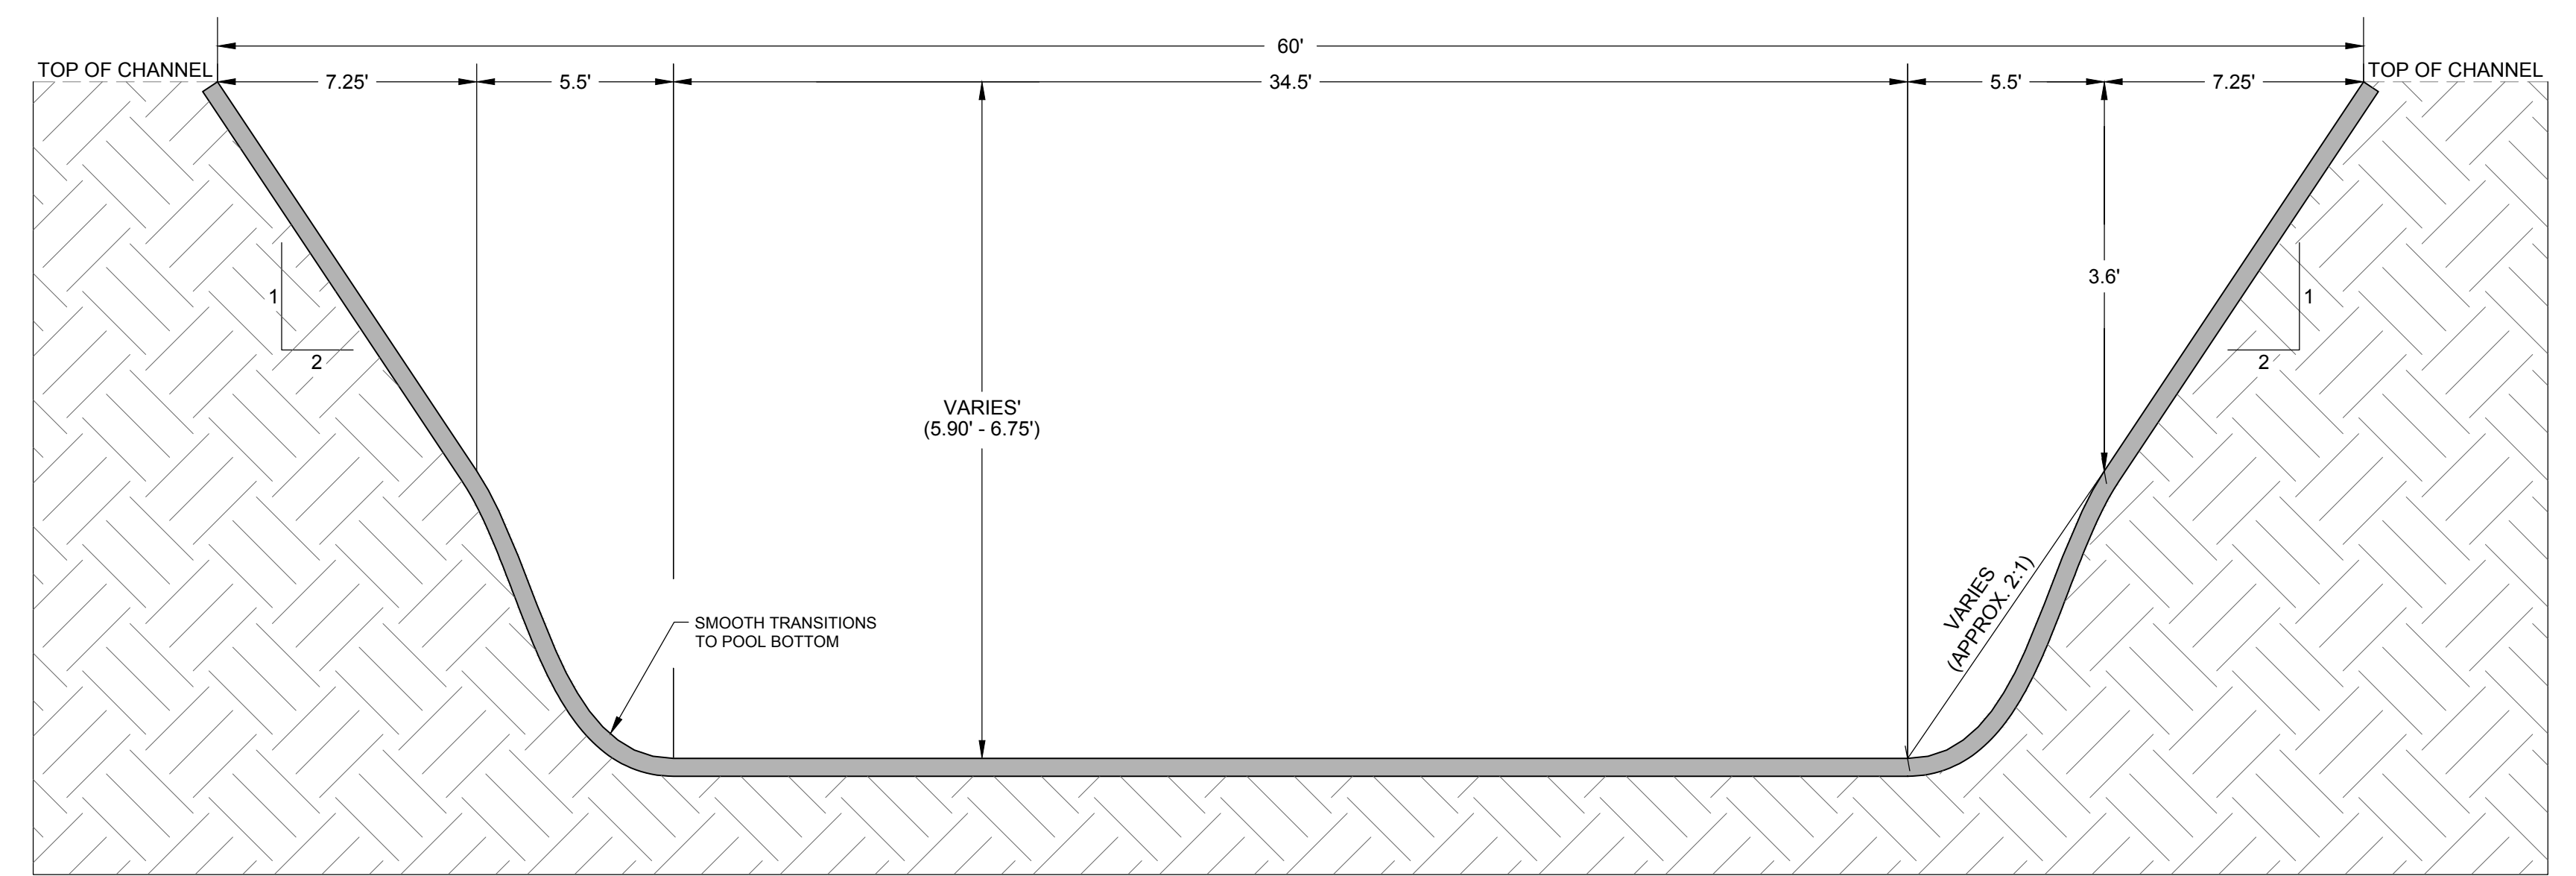 60'
TOP OF CHANNEL
7.25'
5.5'
34.5'
5.5'
7.25'
TOP OF CHANNEL
3.6'
1
2
1
2
VARIES'
(5.90' - 6.75')
VARIES
(APPROX. 2:1)
SMOOTH TRANSITIONS
TO POOL BOTTOM